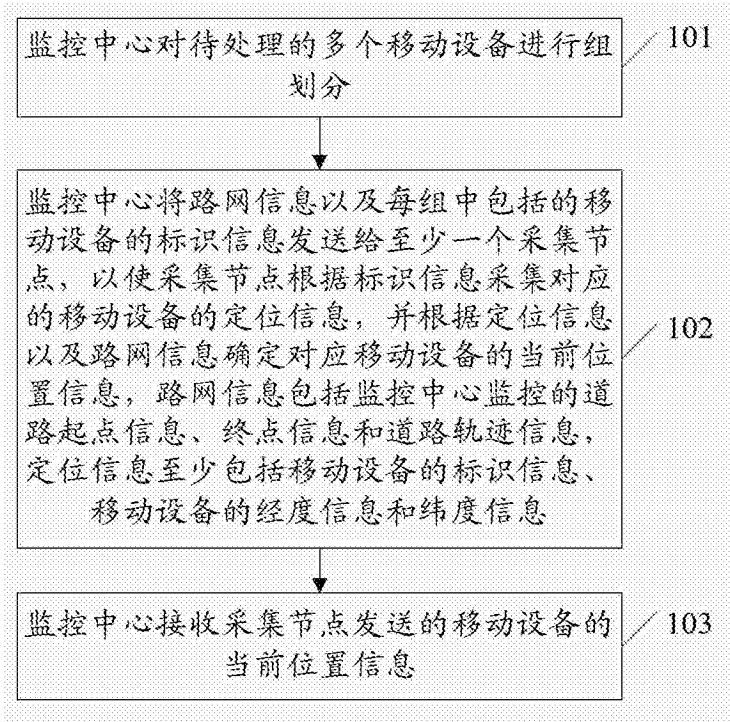 监控中心对待处理的多个移动设备进行组
划分
101
监控中心将路网信息以及每组中包括的移
动设备的标识信息发送给至少一个采集节
点，以使采集节点根据标识信息采集对应
的移动设备的定位信息，并根据定位信息
以及路网信息确定对应移动设备的当前位
置信息，路网信息包括监控中心监控的道
路起点信息、终点信息和道路轨迹信息，
定位信息至少包括移动设备的标识信息、
移动设备的经度信息和纬度信息
102
监控中心接收采集节点发送的移动设备的
当前位置信息
103